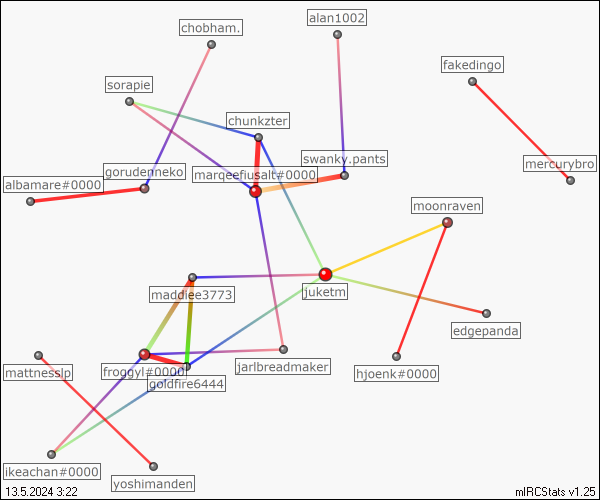 alan1002
chobham.
fakedingo
sorapie
chunkzter
swanky.pants
mercurybro
gorudenneko
marqeefiusalt#0000
albamare#0000
moonraven
maddiee3773
juketm
edgepanda
froggyl#0000
jarlbreadmaker
mattnesslp
hjoenk#0000
goldfire6444
ikeachan#0000
yoshimanden
13.5.2024 3:22
mIRCStats v1.25